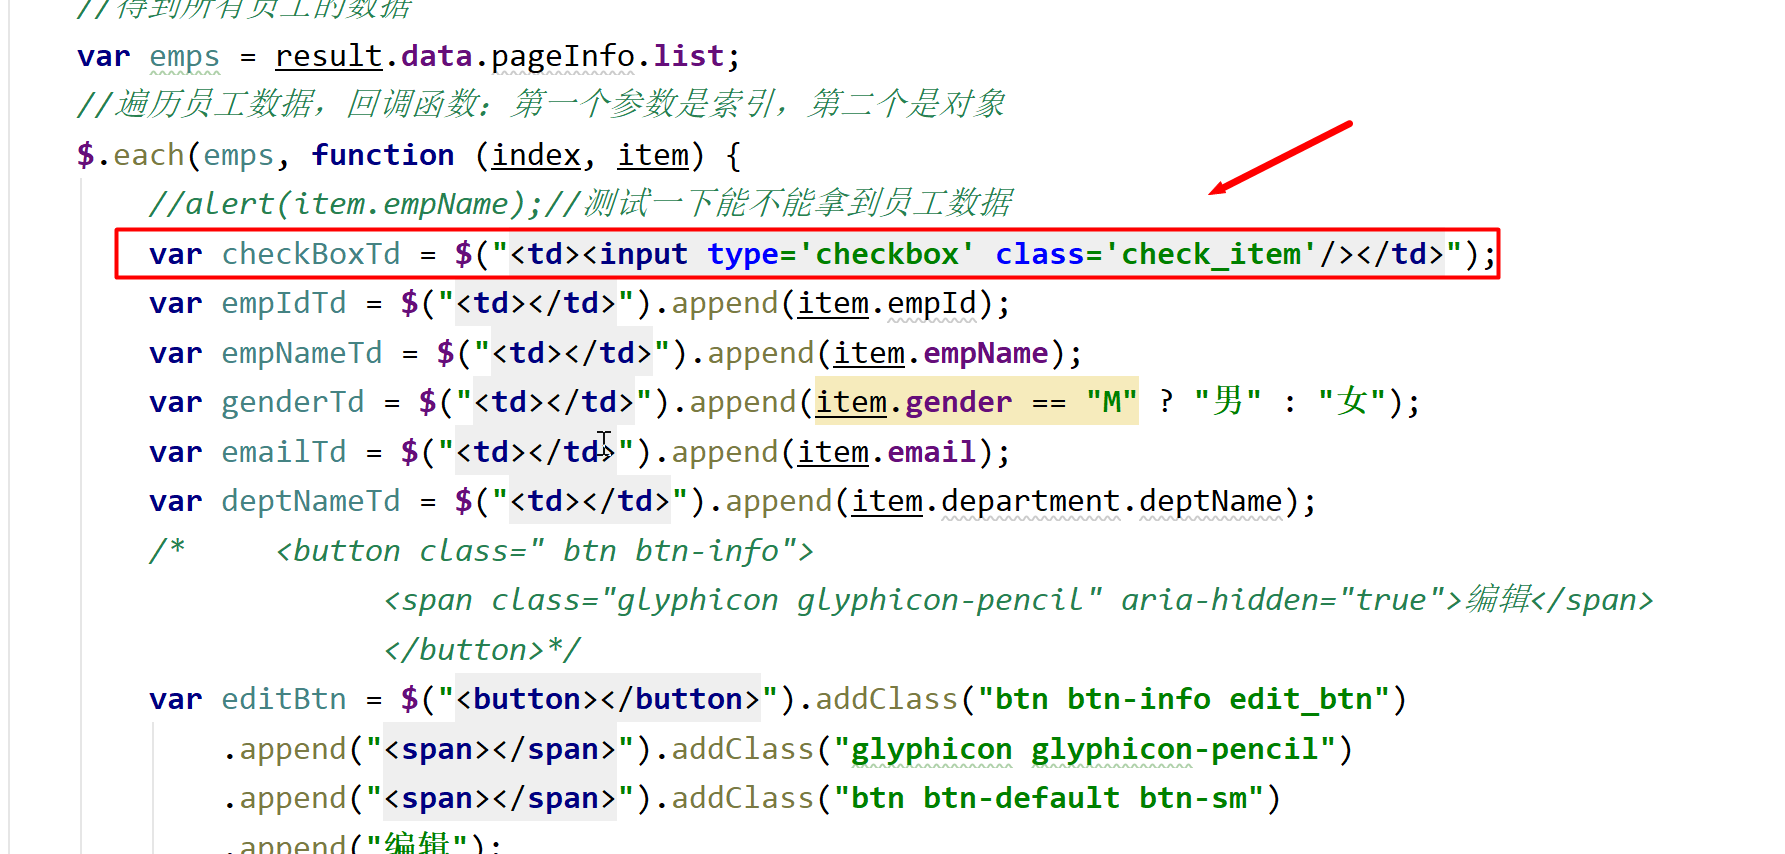 //得到所有员工的数据
var emps = result.data.pageInfo.list;
//遍历员工数据，回调函数：第一个参数是索引，第二个是对象
$.each(emps, function (index, item) {
//alert(item.empName);//测试一下能不能拿到员工数据
var checkBoxTd = $("<td><input type='checkbox' class='check_item'/></td>");
var empIdTd = $("<td></td>").append(item.empId);
var empNameTd = $("<td></td>").append(item.empName);
var genderTd = $("<td></td>").append(item.gender == "M" ? "男" : "女");
var emailTd = $("<td></td>").append(item.email);
var deptNameTd = $("<td></td>").append(item.department.deptName);
/*     <button class=" btn btn-info">
<span class="glyphicon glyphicon-pencil" aria-hidden="true">编辑</span>
</button>*/
var editBtn = $("<button></button>").addClass("btn btn-info edit_btn")
.append("<span></span>").addClass("glyphicon glyphicon-pencil")
.append("<span></span>").addClass("btn btn-default btn-sm")
.append("编辑");